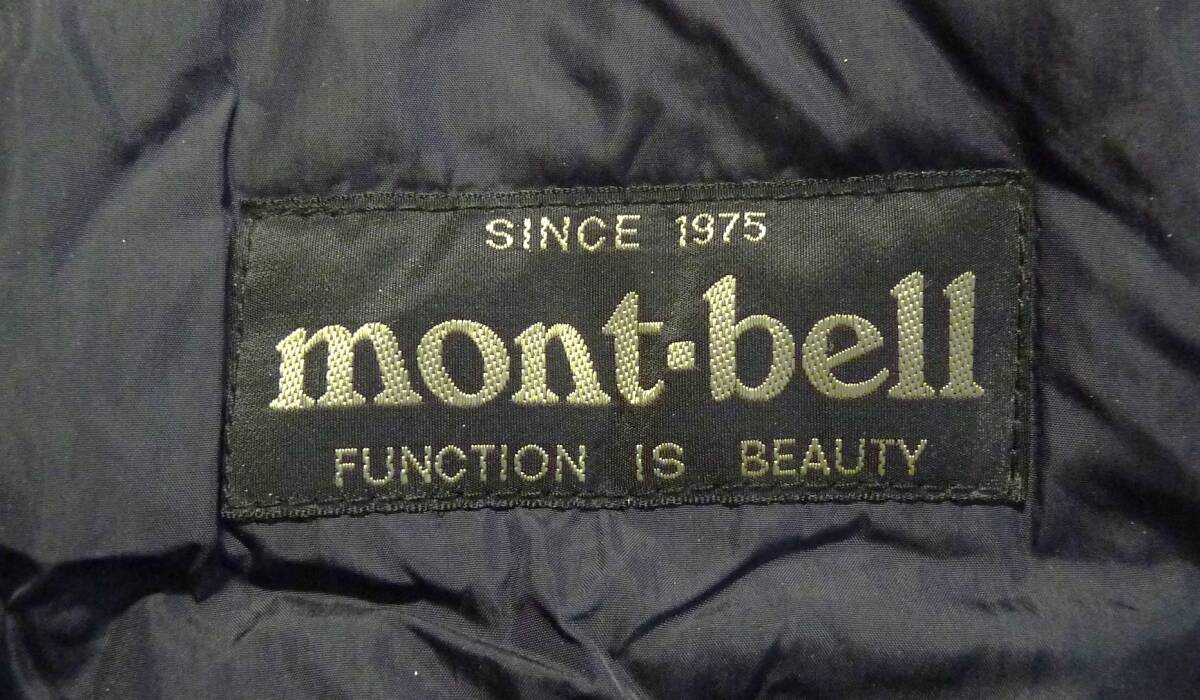 SINCE 1975
mont·bell
FUNCTION IS BEAUTY